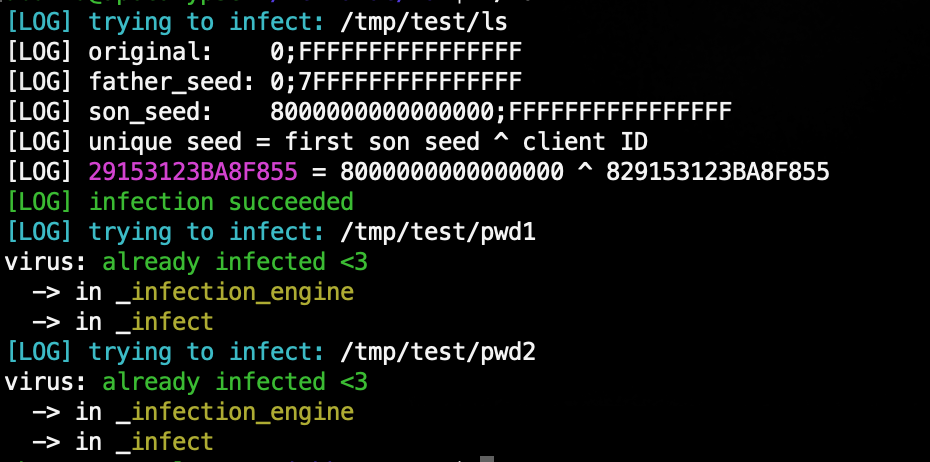 [LOG] trying to infect: /tmp/test/ls
[LOG] original:    0;FFFFFFFFFFFFFFFF
[LOG] father_seed: 0;7FFFFFFFFFFFFFFF
[LOG] son_seed:    8000000000000000;FFFFFFFFFFFFFFFF
[LOG] unique seed = first son seed ^ client ID
[LOG] 29153123BA8F855 = 8000000000000000 ^ 829153123BA8F855
[LOG] infection succeeded
[LOG] trying to infect: /tmp/test/pwd1
virus: already infected <3
  -> in _infection_engine
  -> in _infect
[LOG] trying to infect: /tmp/test/pwd2
virus: already infected <3
  -> in _infection_engine
  -> in _infect